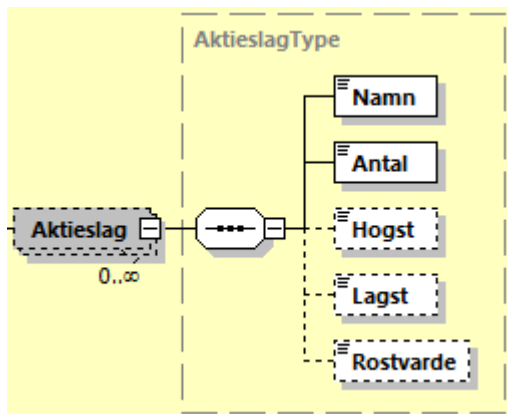 AktieslagType
Namn
Antal
Aktieslag
Hogst
0..∞
Lagst
Rostvarde